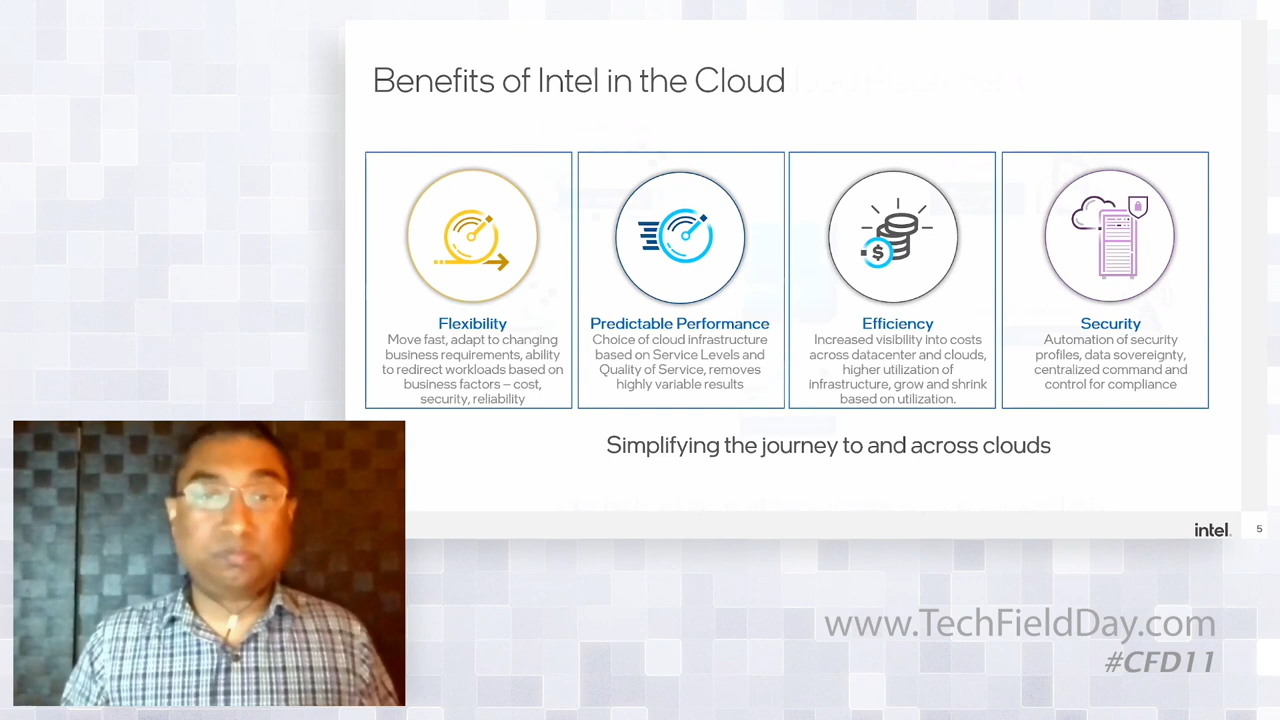 Benefits of Intel in the Cloud
Flexibility
Move fast, adapt to changing
business requirements, ability
to redirect workloads based on
business factors – cost,
security, reliability
Predictable Performance
Choice of cloud infrastructure
based on Service Levels and
Quality of Service, removes
highly variable results
$
Efficiency
Increased visibility into costs
across datacenter and clouds,
higher utilization of
infrastructure, grow and shrink
based on utilization.
Security
Automation of security
profiles, data sovereignty,
centralized command and
control for compliance
Simplifying the journey to and across clouds
intel.
5
www.TechFieldDay.com
#CFD11